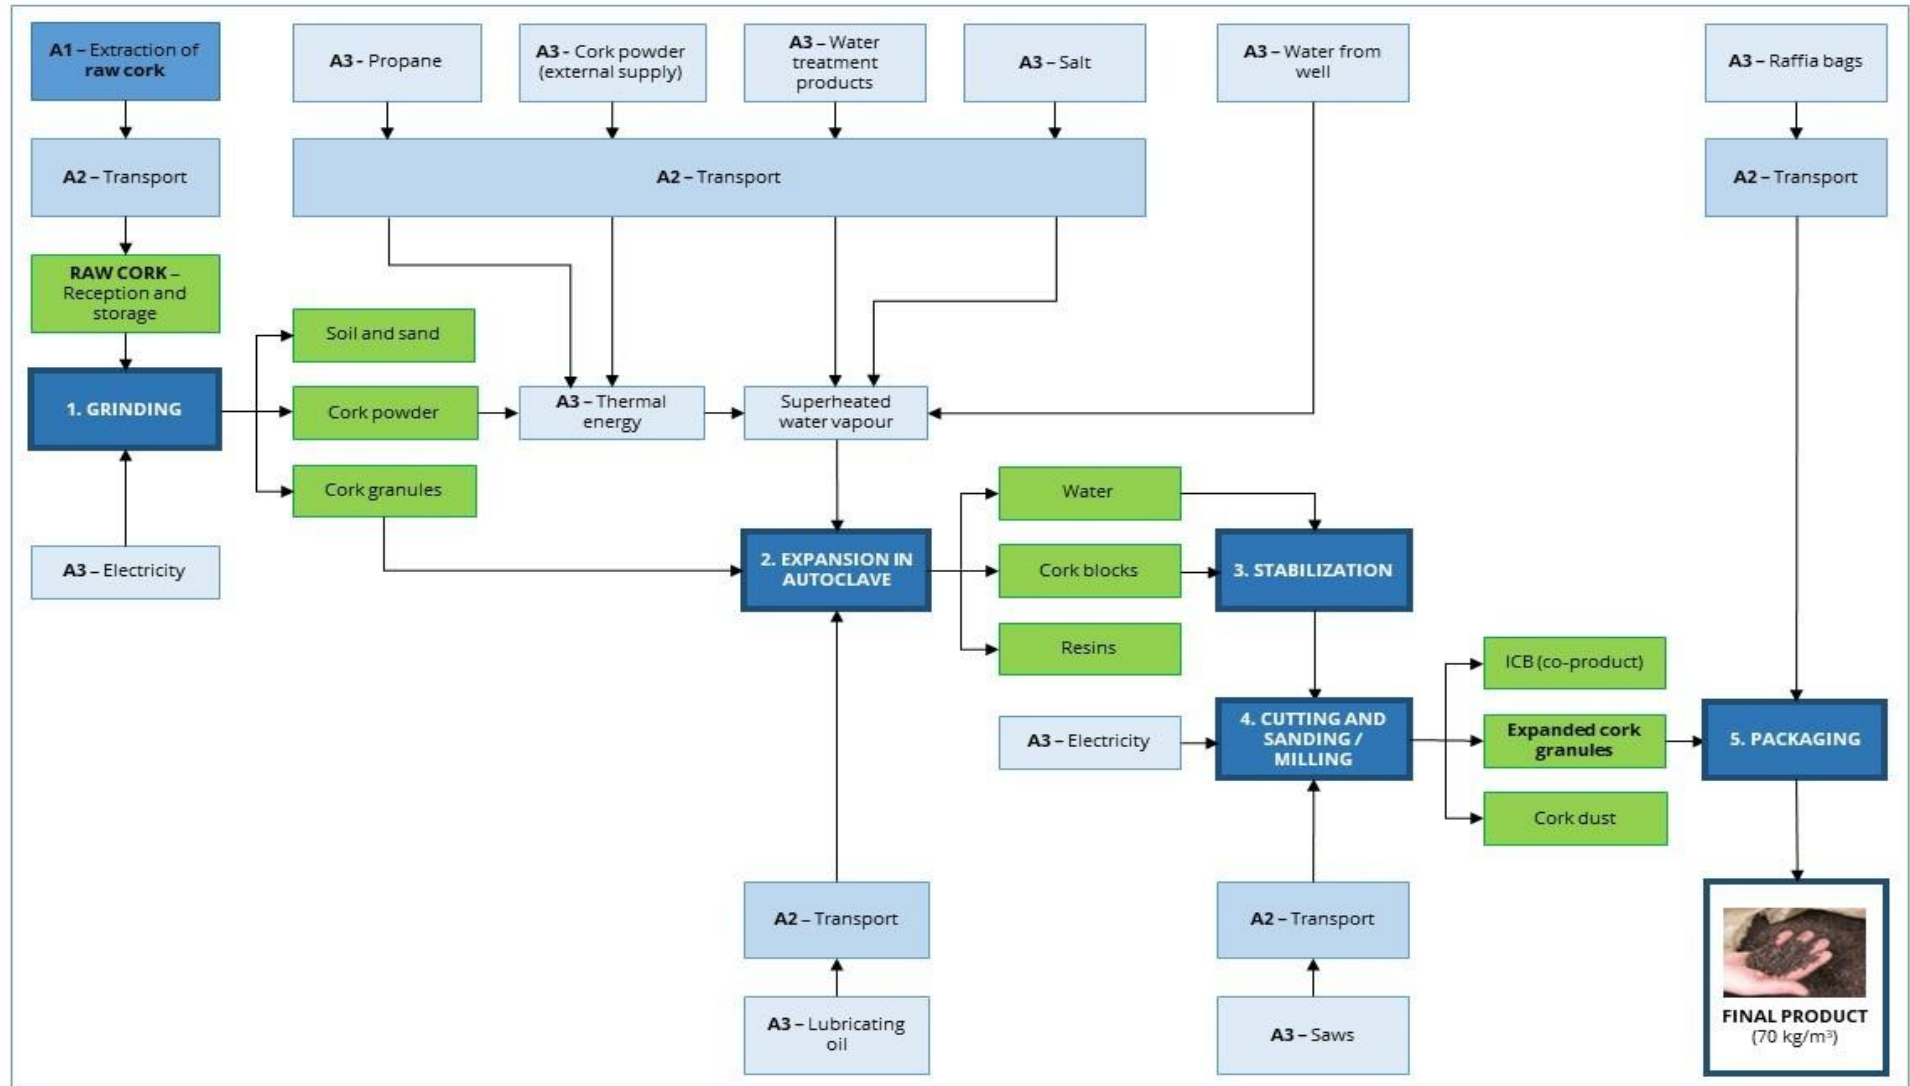 A1 – Extraction of
raw cork
A3 - Propane
A3 - Cork powder
(external supply)
A3 – Water
treatment
products
A3 – Salt
A3 – Water from
well
A3 – Raffia bags
A2 – Transport
A2 – Transport
A2 – Transport
RAW CORK –
Reception and
storage
Soil and sand
1. GRINDING
Cork powder
A3 – Thermal
energy
Superheated
water vapour
Cork granules
Water
A3 – Electricity
2. EXPANSION IN
AUTOCLAVE
Cork blocks
3. STABILIZATION
Resins
ICB (co-product)
A3 – Electricity
4. CUTTING AND
SANDING /
MILLING
Expanded cork
granules
5. PACKAGING
Cork dust
A2 – Transport
A2 – Transport
A3 – Lubricating
oil
A3 – Saws
FINAL PRODUCT
(70 kg/m³)